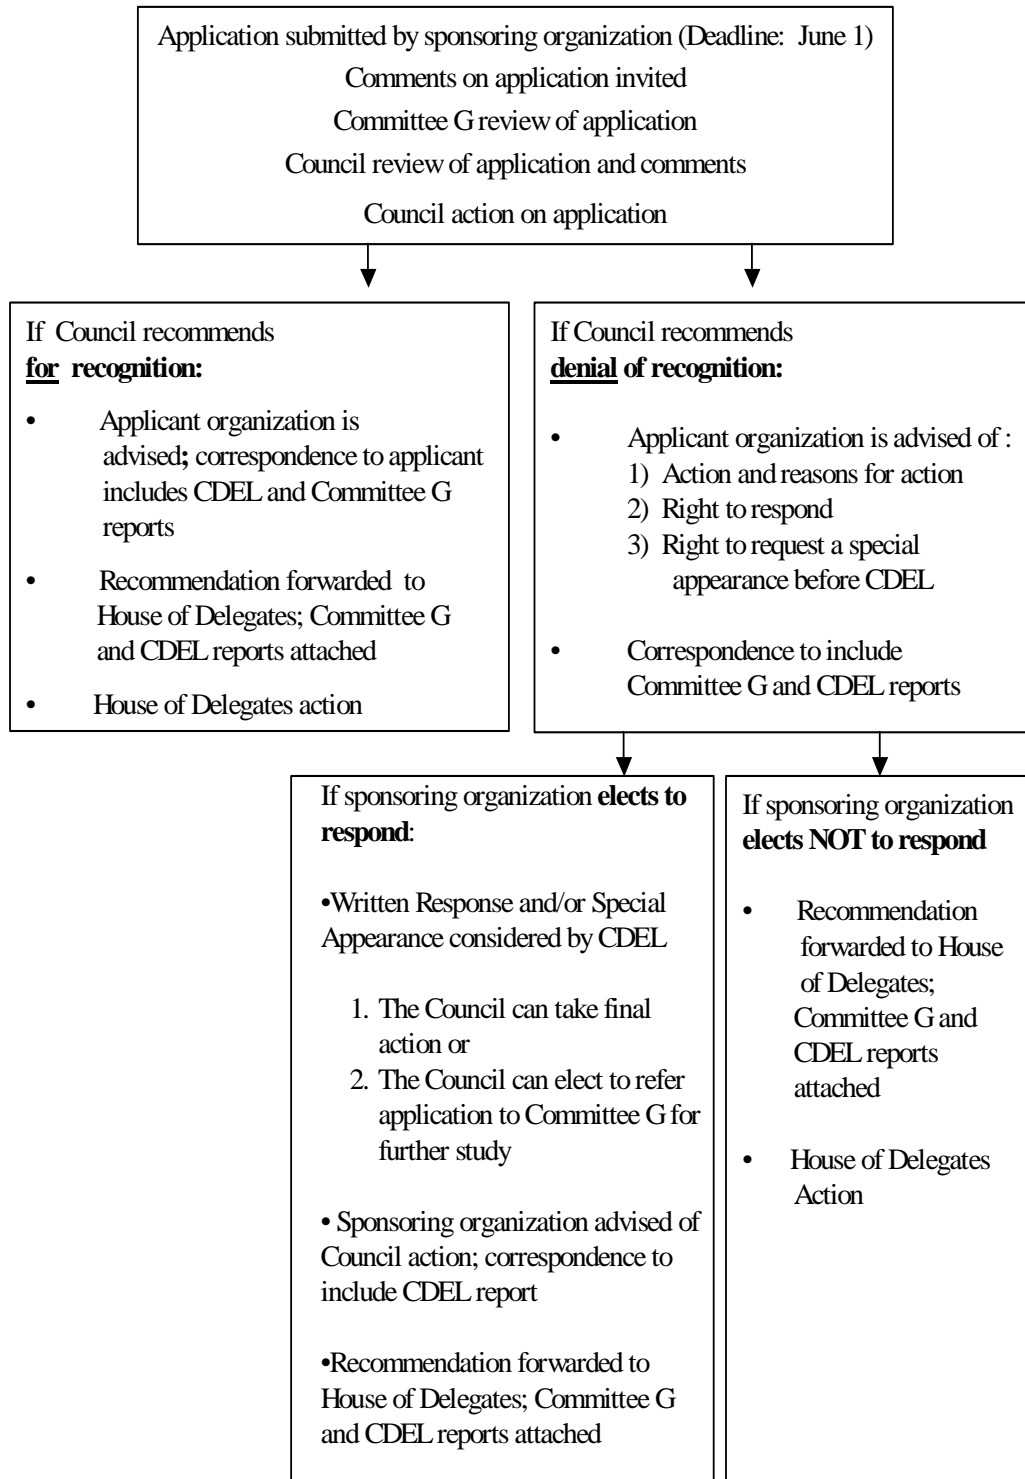 Application submitted by sponsoring organization (Deadline: June 1)
Comments on application invited
Committee G review of application
Council review of application and comments
Council action on application
If Council recommends
for recognition:
• Applicant organization is
advised; correspondence to applicant
includes CDEL and Committee G
reports
• Recommendation forwarded to
House of Delegates; Committee G
and CDEL reports attached
• House of Delegates action
If Council recommends
denial of recognition:
• Applicant organization is advised of :
1) Action and reasons for action
2) Right to respond
3) Right to request a special
appearance before CDEL
• Correspondence to include
Committee G and CDEL reports
If sponsoring organization elects to
respond:
•Written Response and/or Special
Appearance considered by CDEL
1. The Council can take final
action or
2. The Council can elect to refer
application to Committee G for
further study
• Sponsoring organization advised of
Council action; correspondence to
include CDEL report
•Recommendation forwarded to
House of Delegates; Committee G
and CDEL reports attached
If sponsoring organization
elects NOT to respond
• Recommendation
forwarded to House
of Delegates;
Committee G and
CDEL reports
attached
• House of Delegates
Action